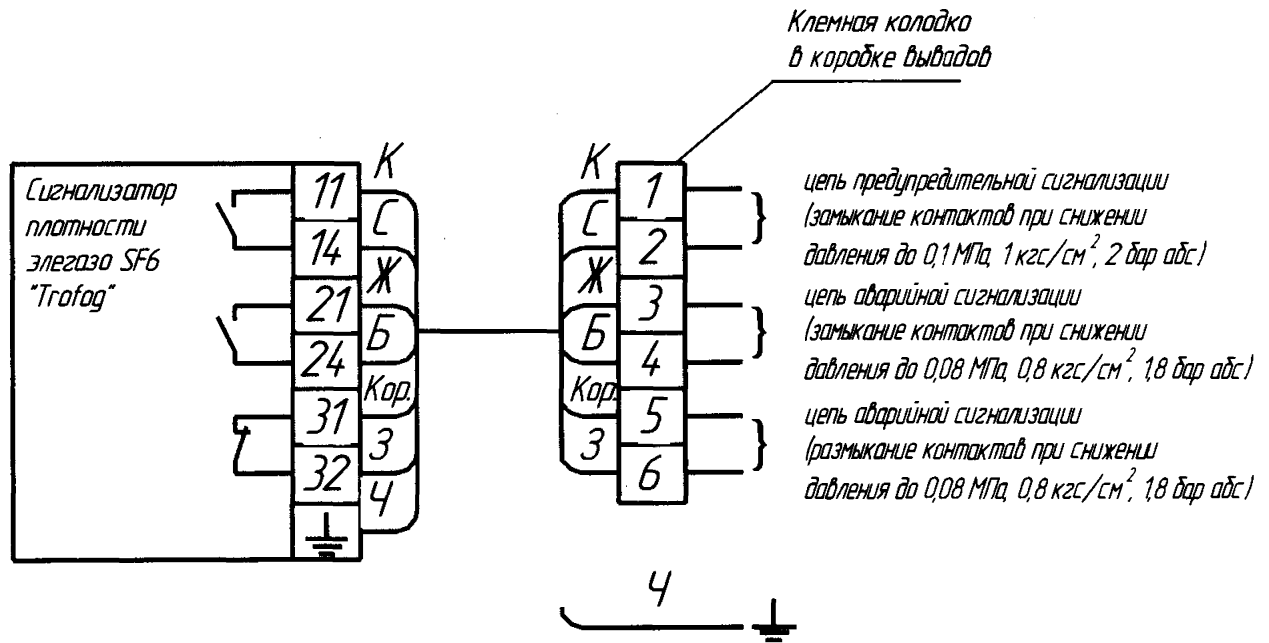 Клемная колодко
в коробке вывадов
Сигнализатор
плотности
элегазо SF6
"Trafag"
11
14
21
24
31
32
К
С
Ж
Б
Кор.
З
Ч
К
С
Ж
Б
Кор.
З
1
2
3
4
5
6
цепь предупредительной сигнализации
(замыкание контактов при снижении
давления до 0,1 МПа, 1 кгс/см², 2 бар абс)
цепь аварийной сигнализации
(замыкание контактов при снижении
давления до 0,08 МПа, 0,8 кгс/см², 1,8 бар абс)
цепь аварийной сигнализации
(размыкание контактов при снижении
давления до 0,08 МПа, 0,8 кгс/см², 1,8 бар абс)
Ч